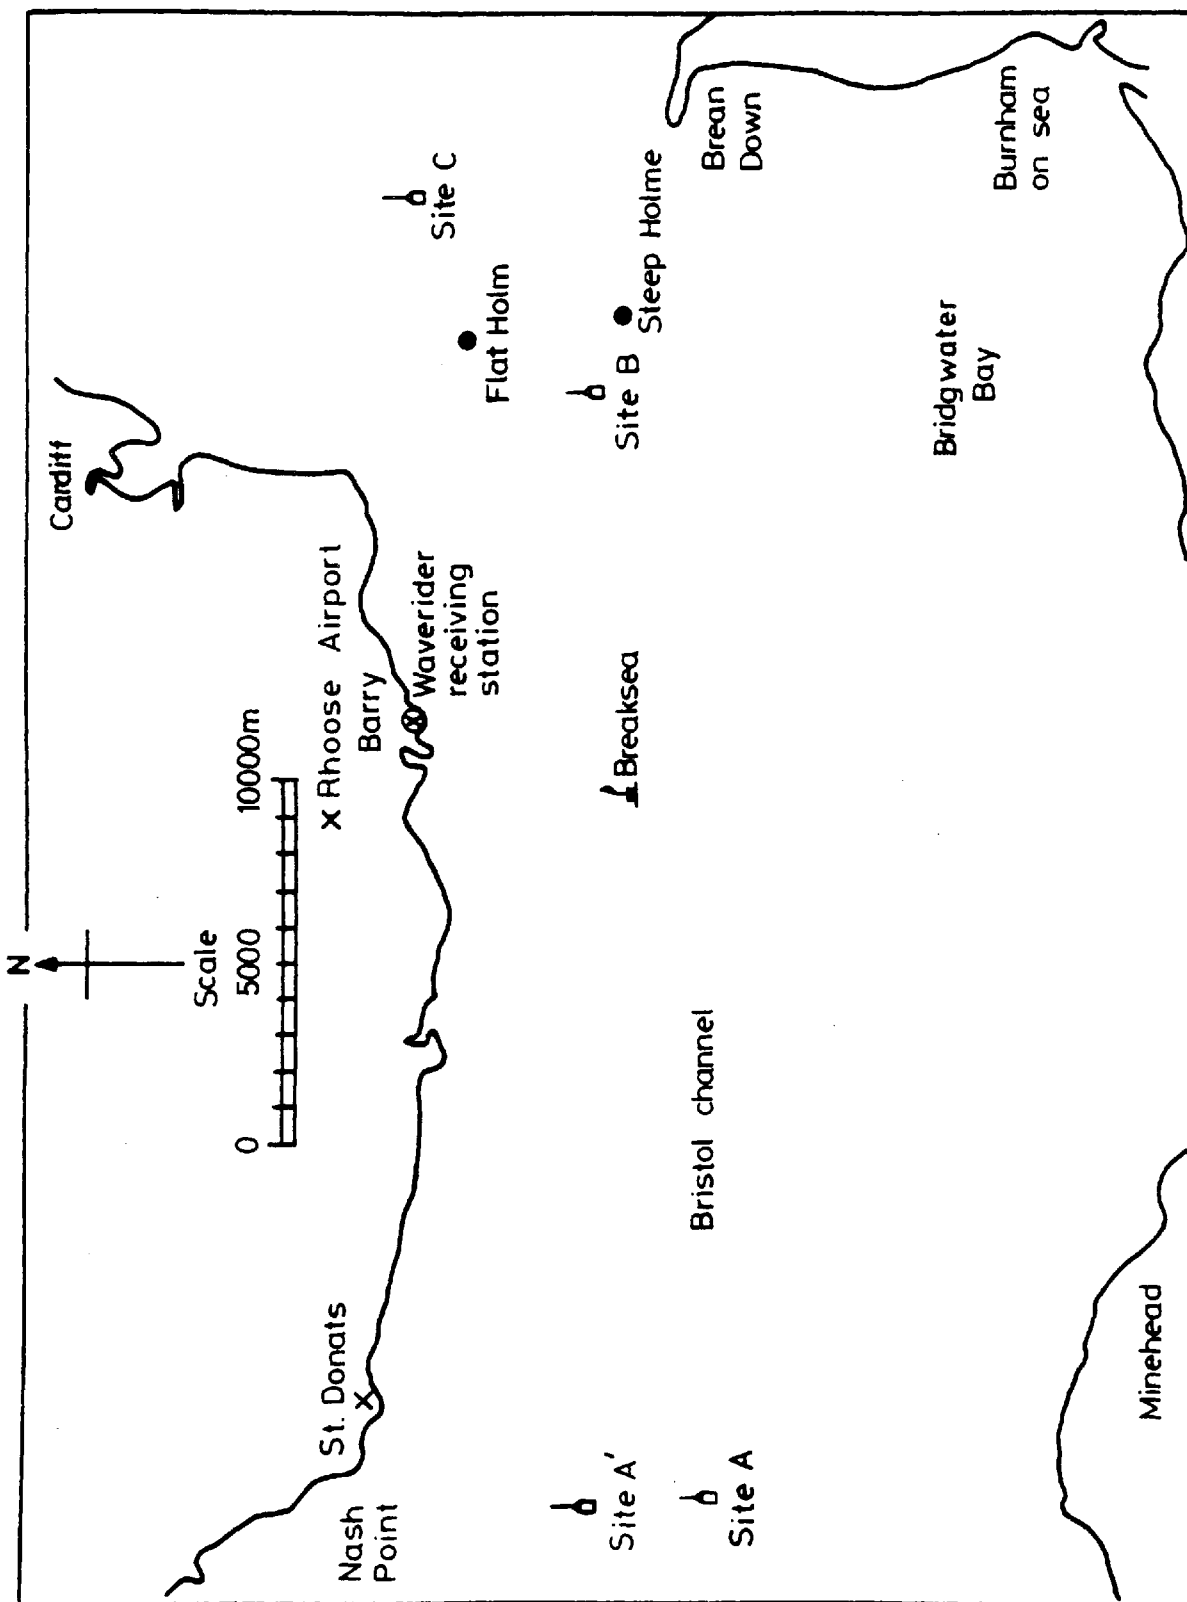 N
Cardiff
Scale
0 5000 10000m
X Rhoose Airport
Barry
Waverider
receiving
station
St. Donats
X
Nash
Point
Site C
Flat Holm
Site B
Steep Holme
Brean
Down
Breaksea
Site A'
Site A
Bristol channel
Bridgwater
Bay
Burnham
on sea
Minehead